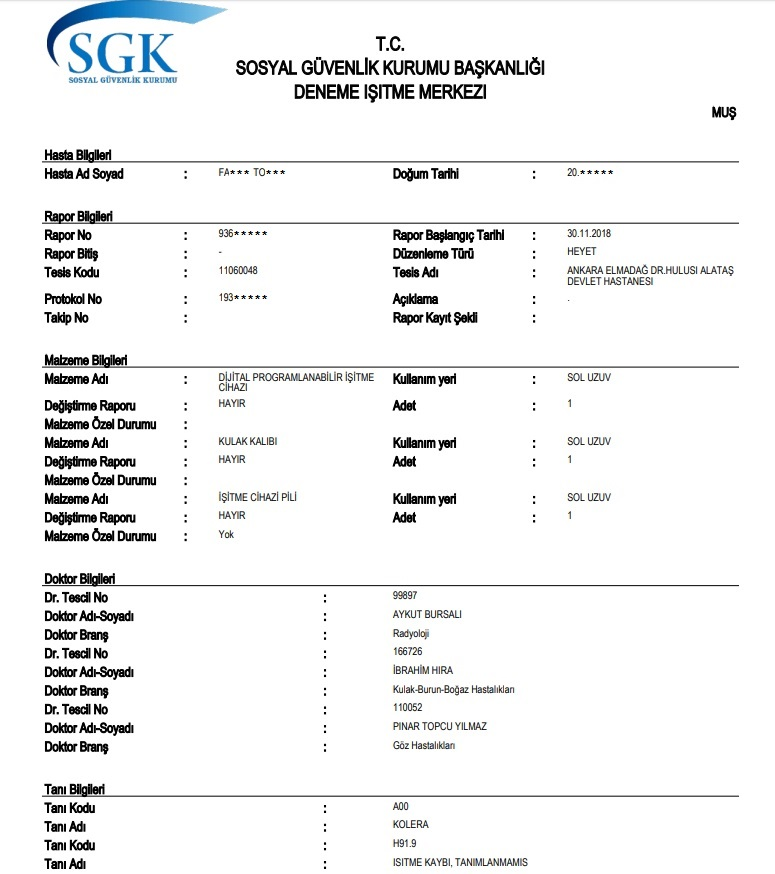 SGK
SOSYAL GÜVENLİK KURUMU
T.C.
SOSYAL GÜVENLİK KURUMU BAŞKANLIĞI
DENEME IŞITME MERKEZI
MUŞ
Hasta Bilgileri
Hasta Ad Soyad : FA*** TO*** Doğum Tarihi : 20.*****
Rapor Bilgileri
Rapor No : 936***** Rapor Başlangıç Tarihi : 30.11.2018
Rapor Bitiş : - Düzenleme Türü : HEYET
Tesis Kodu : 11060048 Tesis Adı : ANKARA ELMADAĞ DR.HULUSI ALATAŞ
DEVLET HASTANESI
Protokol No : 193***** Açıklama : .
Takip No : Rapor Kayıt Şekli :
Malzeme Bilgileri
Malzeme Adı : DİJİTAL PROGRAMLANABİLİR İŞİTME Kullanım yeri : SOL UZUV
CİHAZI
Değiştirme Raporu : HAYIR Adet : 1
Malzeme Özel Durumu :
Malzeme Adı : KULAK KALIBI Kullanım yeri : SOL UZUV
Değiştirme Raporu : HAYIR Adet : 1
Malzeme Özel Durumu :
Malzeme Adı : İŞİTME CİHAZİ PİLİ Kullanım yeri : SOL UZUV
Değiştirme Raporu : HAYIR Adet : 1
Malzeme Özel Durumu : Yok
Doktor Bilgileri
Dr. Tescil No : 99897
Doktor Adı-Soyadı : AYKUT BURSALI
Doktor Branş : Radyoloji
Dr. Tescil No : 166726
Doktor Adı-Soyadı : İBRAHİM HIRA
Doktor Branş : Kulak-Burun-Boğaz Hastalıkları
Dr. Tescil No : 110052
Doktor Adı-Soyadı : PINAR TOPCU YILMAZ
Doktor Branş : Göz Hastalıkları
Tanı Bilgileri
Tanı Kodu : A00
Tanı Adı : KOLERA
Tanı Kodu : H91.9
Tanı Adı : ISITME KAYBI, TANIMLANMAMIS